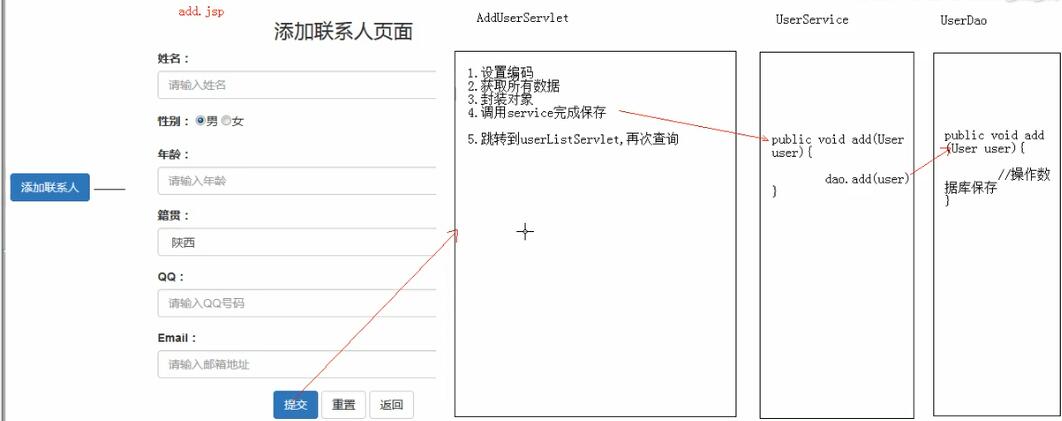 add.jsp
添加联系人页面
姓名：
请输入姓名
性别： 男 女
年龄：
请输入年龄
添加联系人
籍贯：
陕西
QQ：
请输入QQ号码
Email：
请输入邮箱地址
提交 重置 返回
AddUserServlet
1.设置编码
2.获取所有数据
3.封装对象
4.调用service完成保存
5.跳转到userListServlet,再次查询
UserService
public void add(User
user){
dao.add(user)
}
UserDao
public void add
(User user){
//操作数
据库保存
}